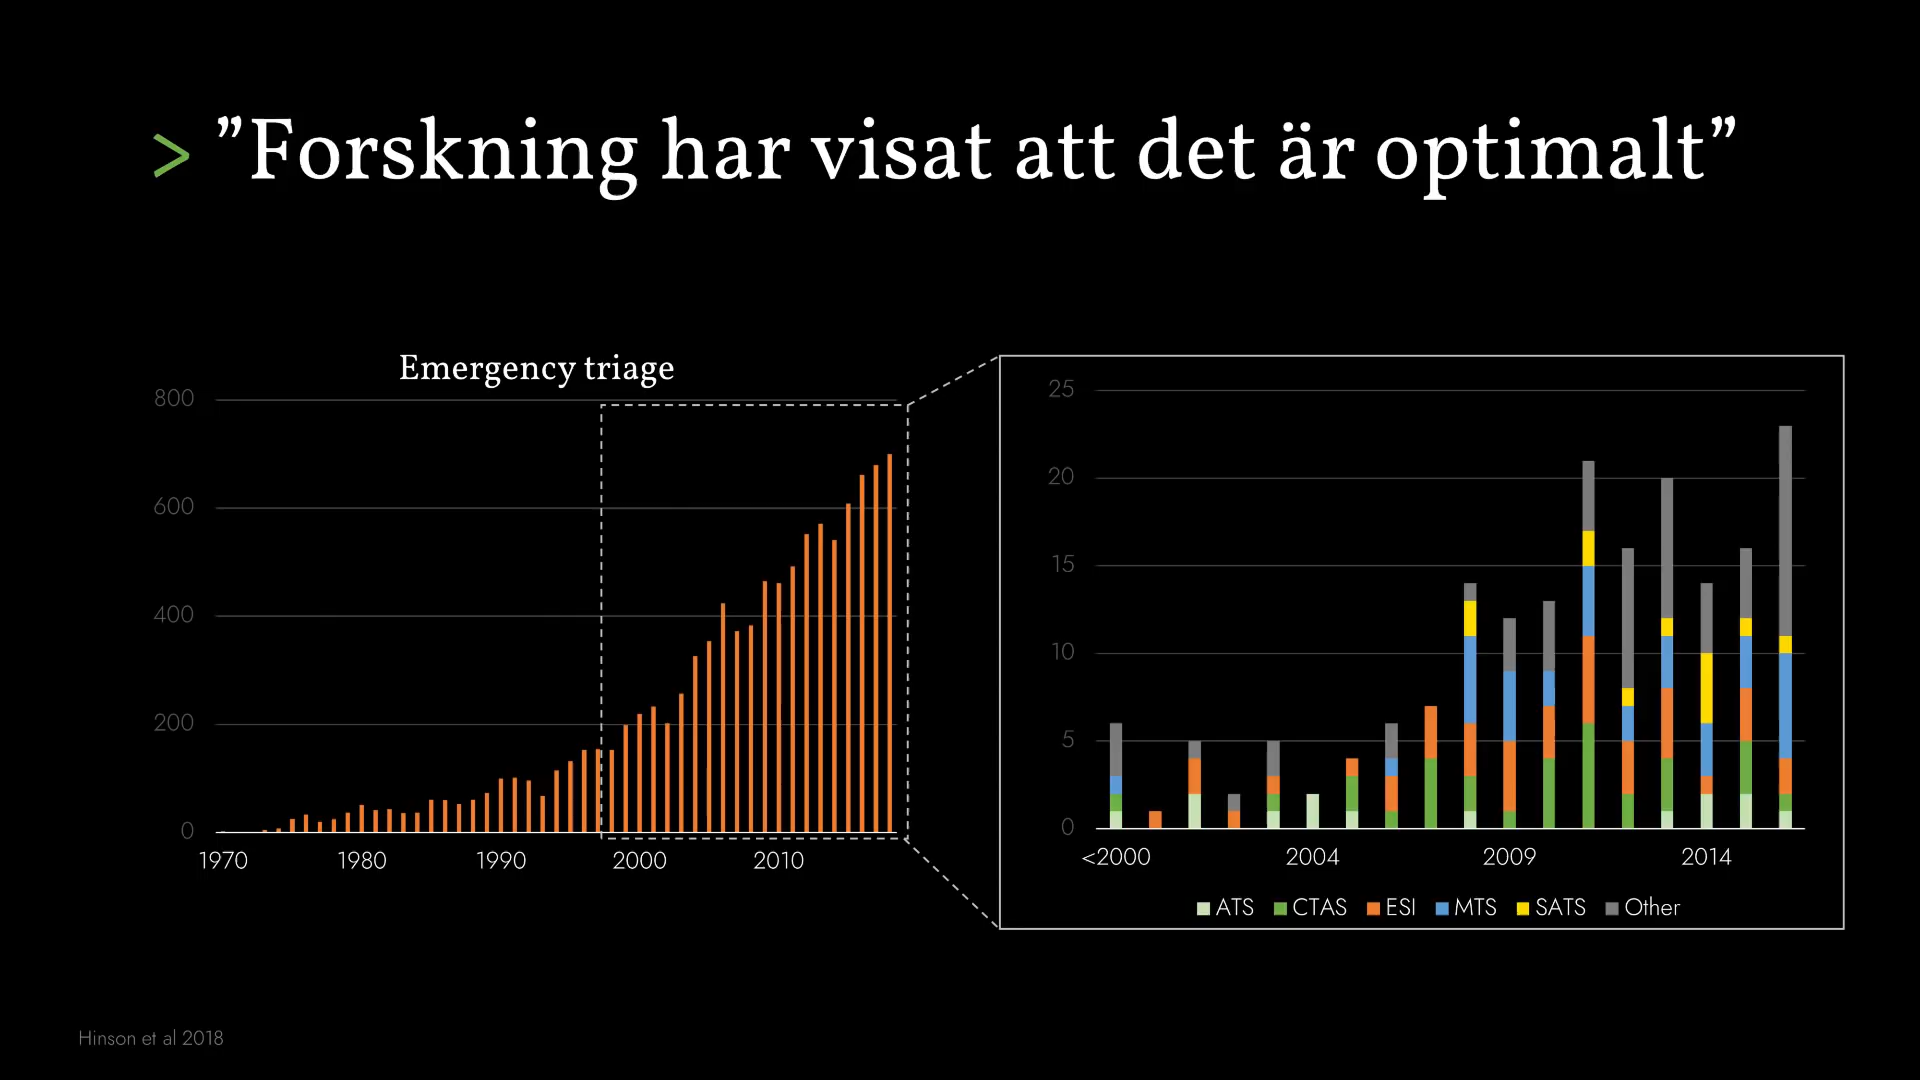 > ”Forskning har visat att det är optimalt”
Emergency triage
800
600
400
200
0
1970 1980 1990 2000 2010
25
20
15
10
5
0
<2000 2004 2009 2014
ATS CTAS ESI MTS SATS Other
Hinson et al 2018